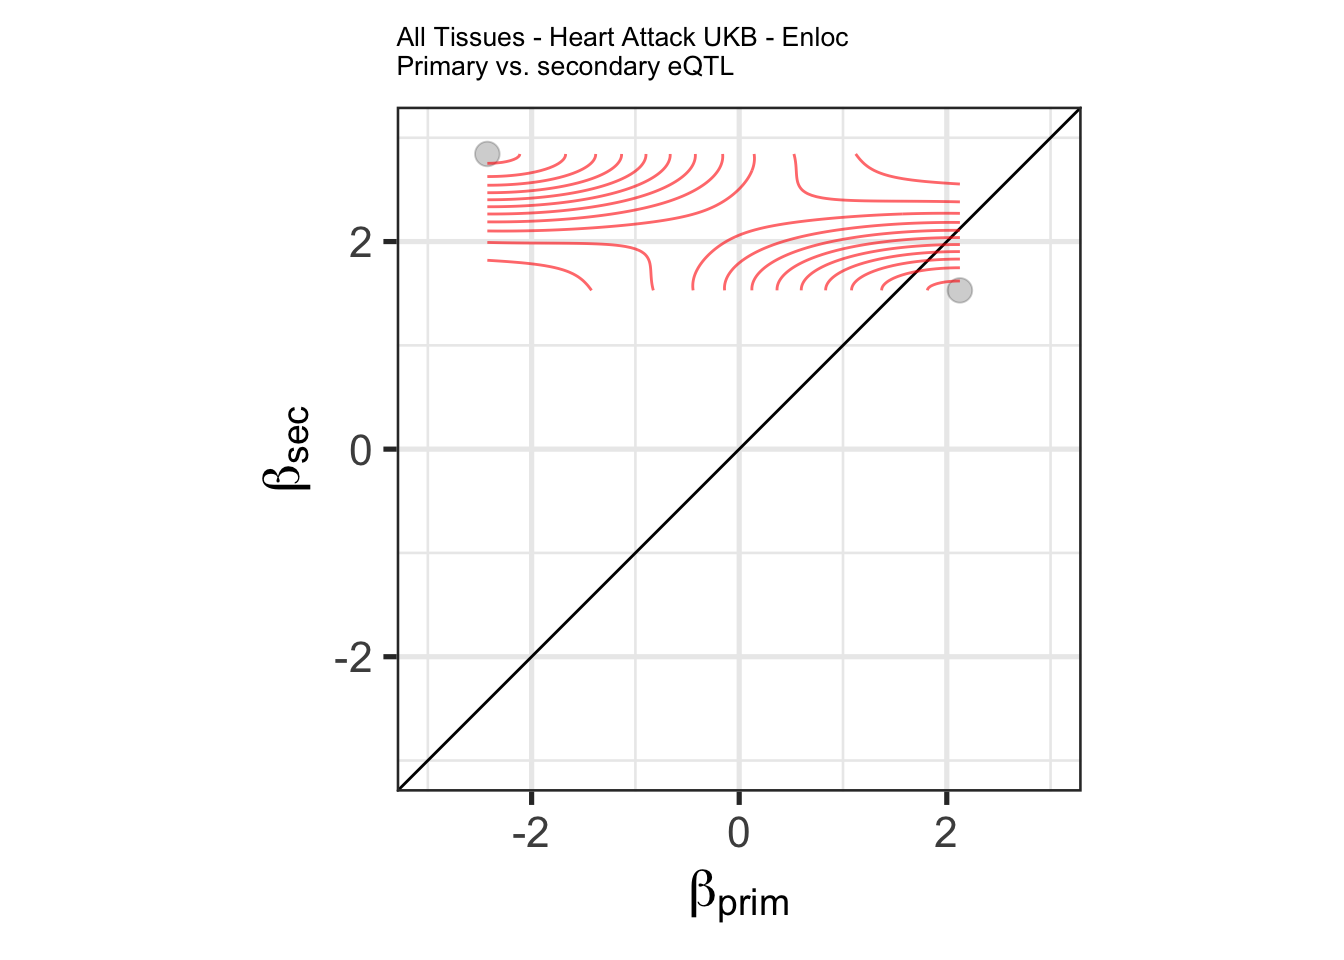 All Tissues - Heart Attack UKB - Enloc
Primary vs. secondary eQTL
2
0
-2
βsec
-2 0 2
βprim